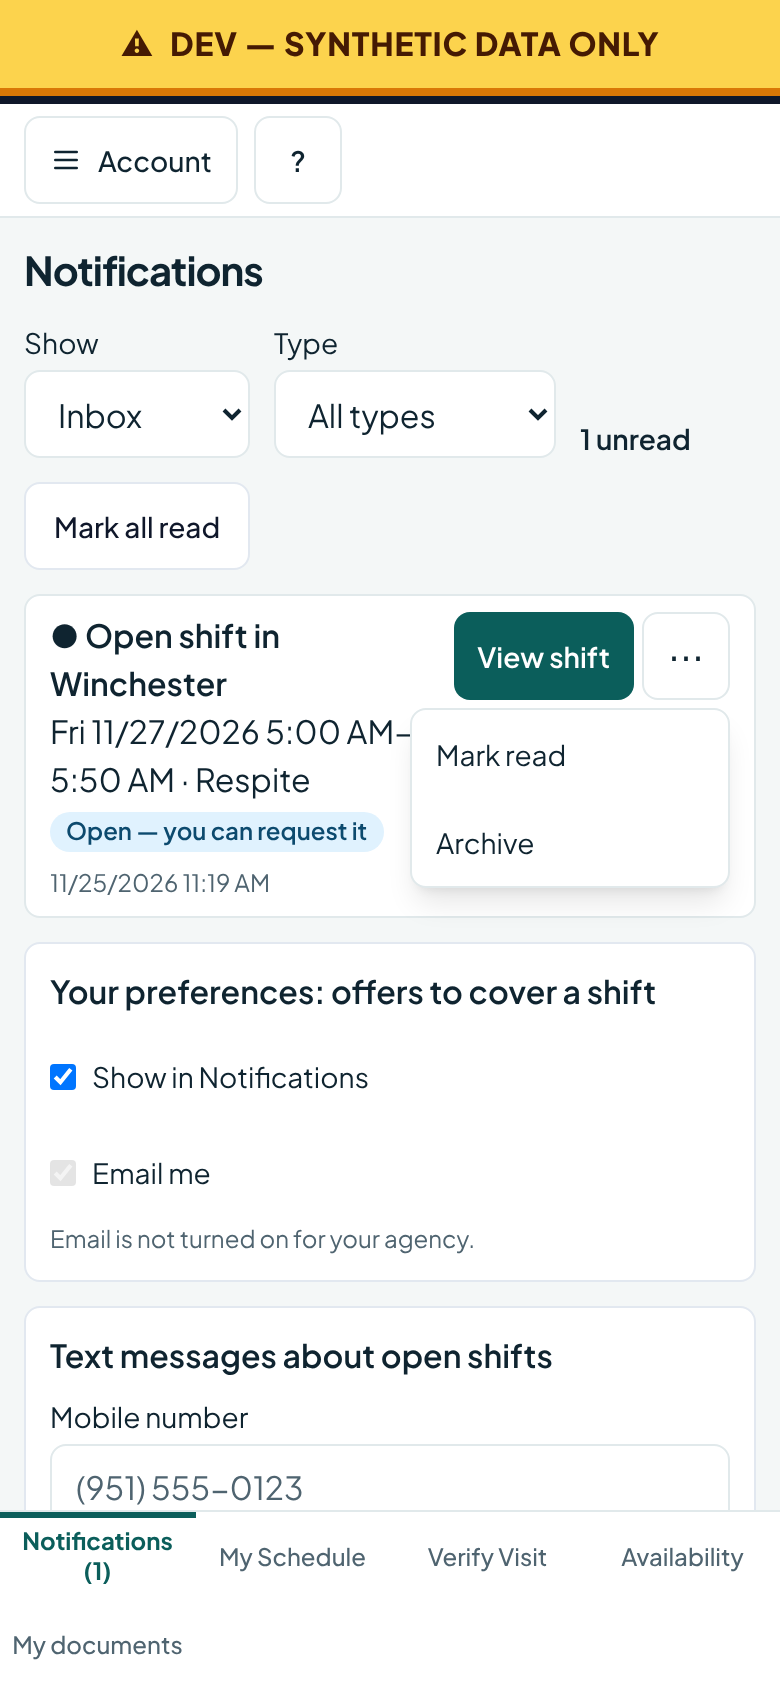 ⚠ DEV — SYNTHETIC DATA ONLY
☰ Account
?
Notifications
Show
Type
Inbox
All types
1 unread
Mark all read
● Open shift in
Winchester
View shift
···
Fri 11/27/2026 5:00 AM–
5:50 AM · Respite
Open — you can request it
11/25/2026 11:19 AM
Mark read
Archive
Your preferences: offers to cover a shift
Show in Notifications
Email me
Email is not turned on for your agency.
Text messages about open shifts
Mobile number
(951) 555-0123
Notifications
(1)
My Schedule
Verify Visit
Availability
My documents